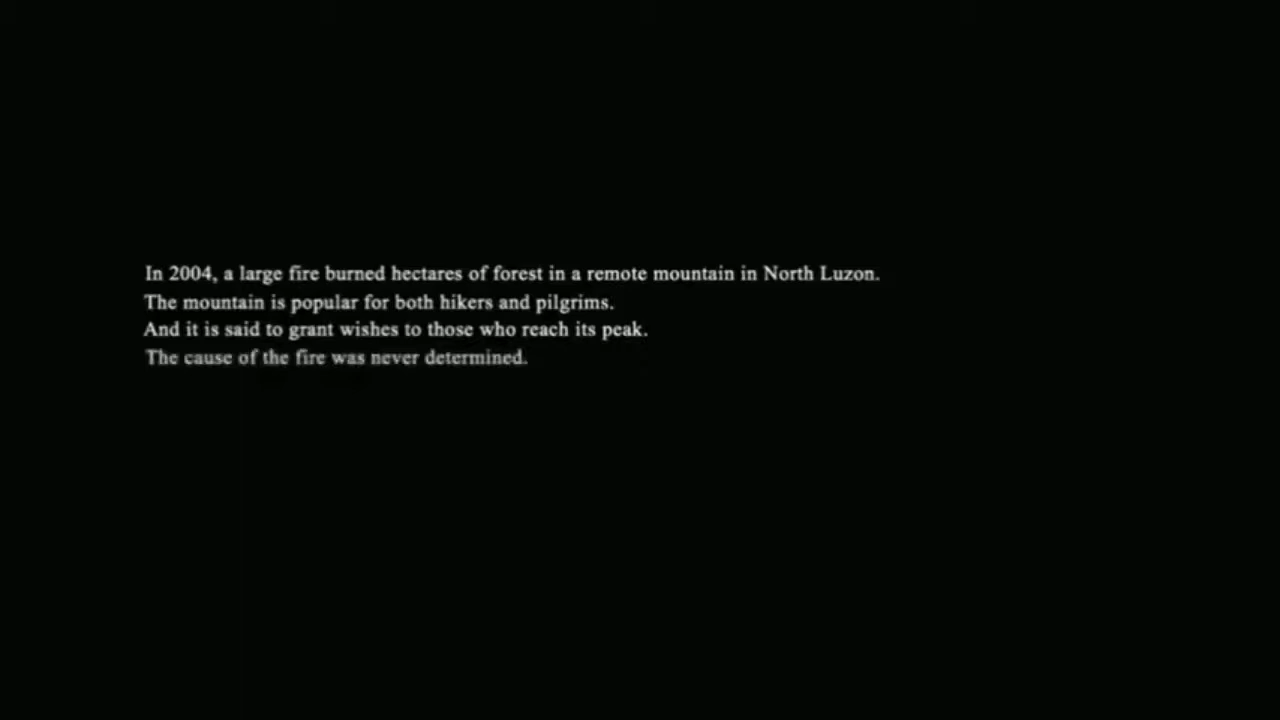 In 2004, a large fire burned hectares of forest in a remote mountain in North Luzon.
The mountain is popular for both hikers and pilgrims.
And it is said to grant wishes to those who reach its peak.
The cause of the fire was never determined.